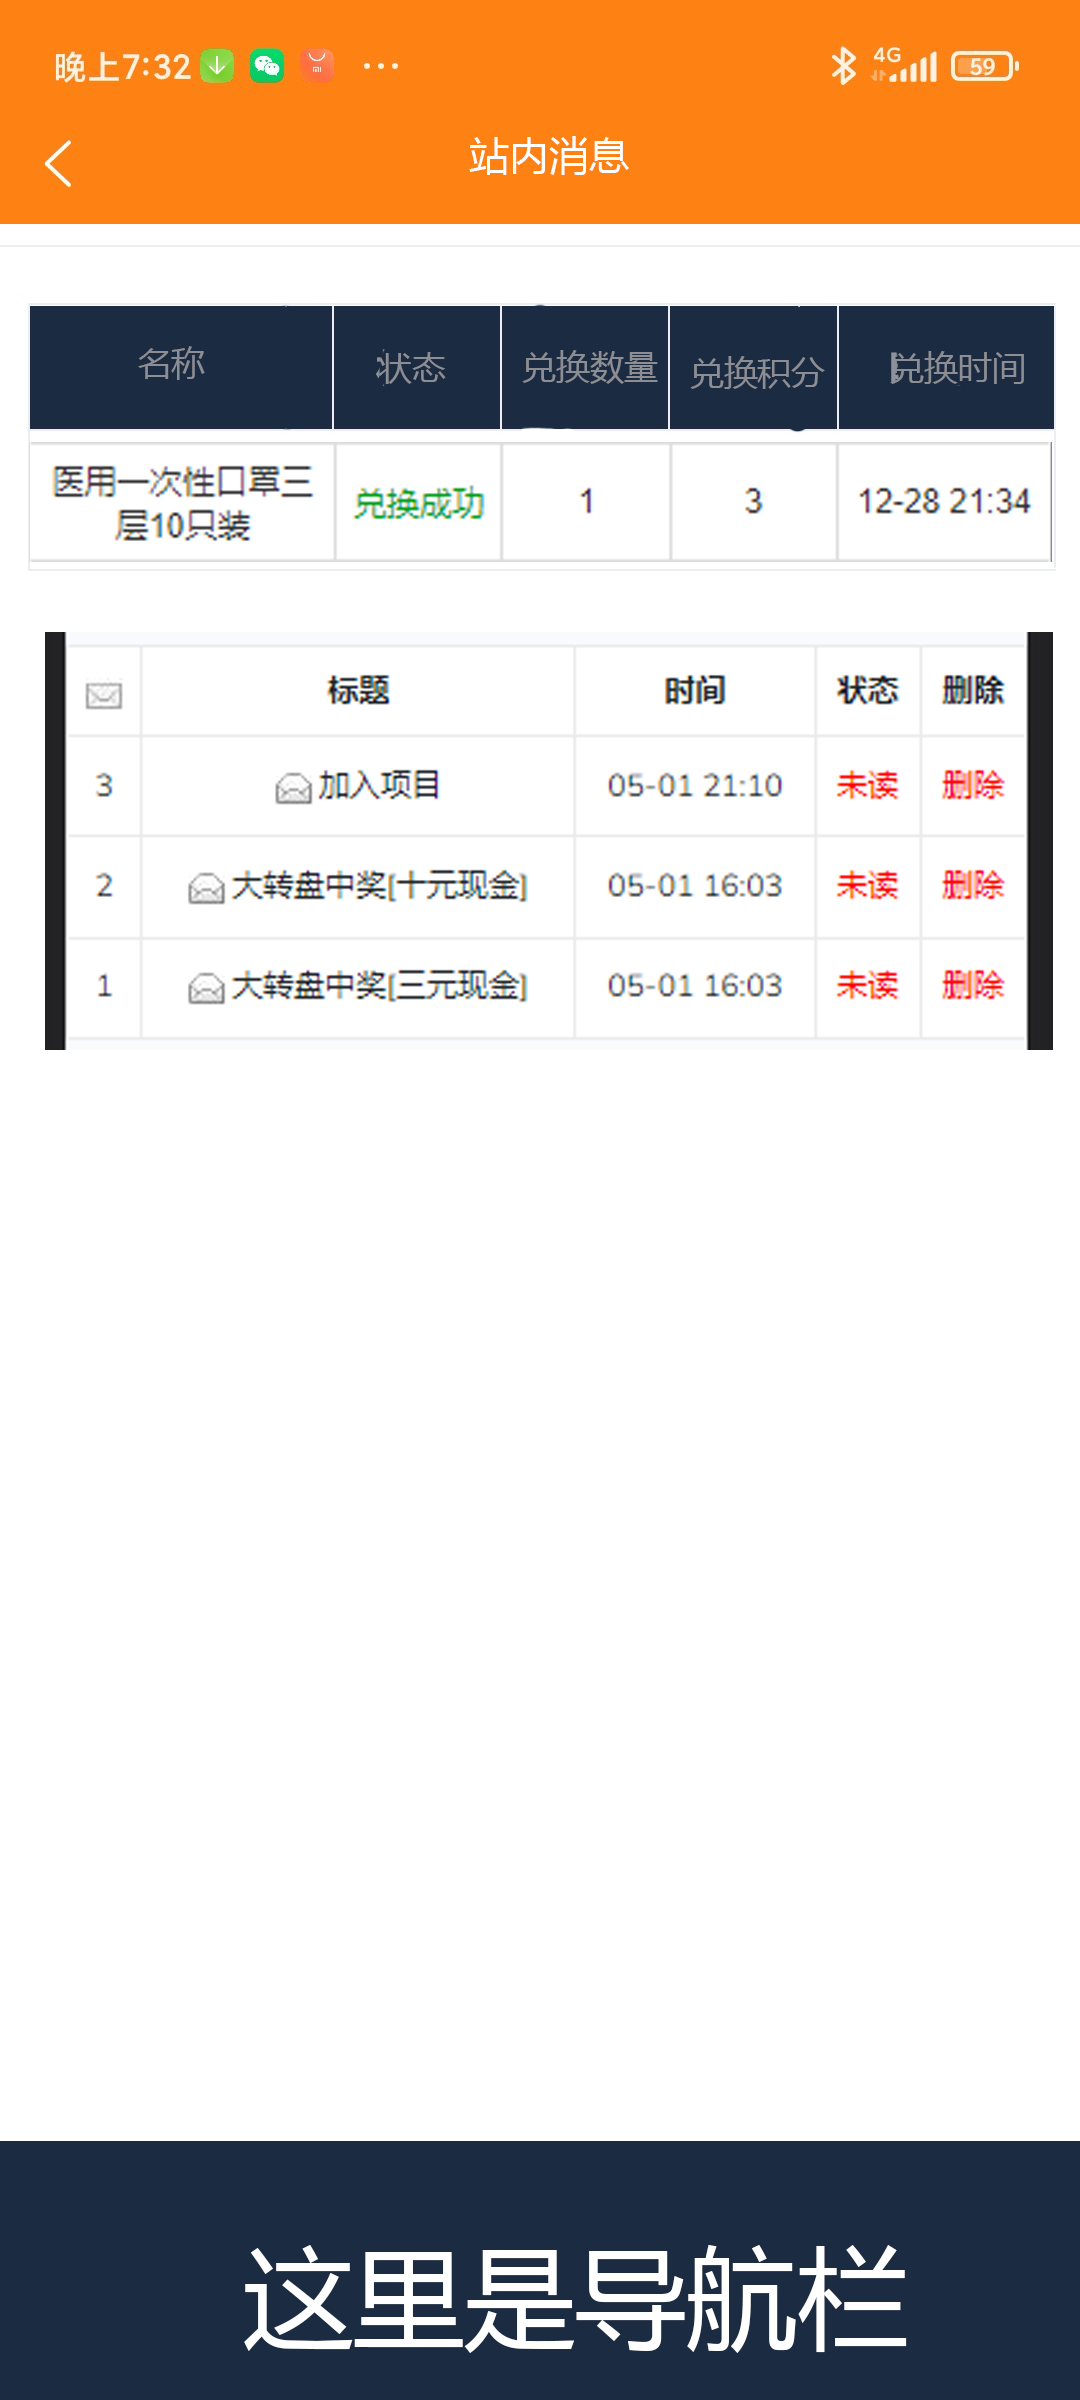 晚上7:32 ... 4G 59
站内消息
名称 状态 兑换数量 兑换积分 兑换时间
医用一次性口罩三
层10只装 兑换成功 1 3 12-28 21:34
标题 时间 状态 删除
3 加入项目 05-01 21:10 未读 删除
2 大转盘中奖[十元现金] 05-01 16:03 未读 删除
1 大转盘中奖[三元现金] 05-01 16:03 未读 删除
这里是导航栏